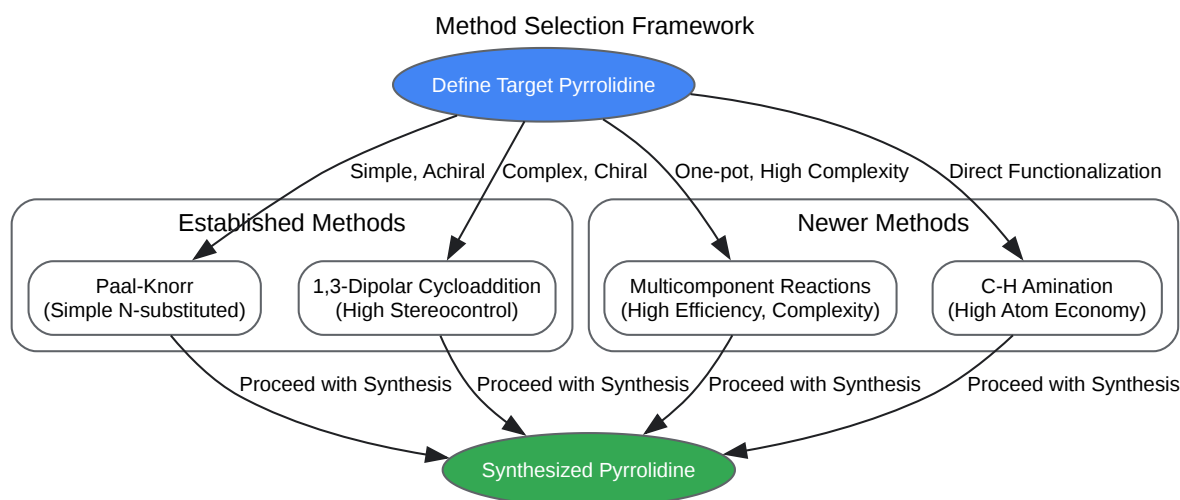 Method Selection Framework
Define Target Pyrrolidine
Simple, Achiral
Complex, Chiral
One-pot, High Complexity
Direct Functionalization
Established Methods
Newer Methods
Paal-Knorr
(Simple N-substituted)
1,3-Dipolar Cycloaddition
(High Stereocontrol)
Multicomponent Reactions
(High Efficiency, Complexity)
C-H Amination
(High Atom Economy)
Proceed with Synthesis
Proceed with Synthesis
Proceed with Synthesis
Proceed with Synthesis
Synthesized Pyrrolidine